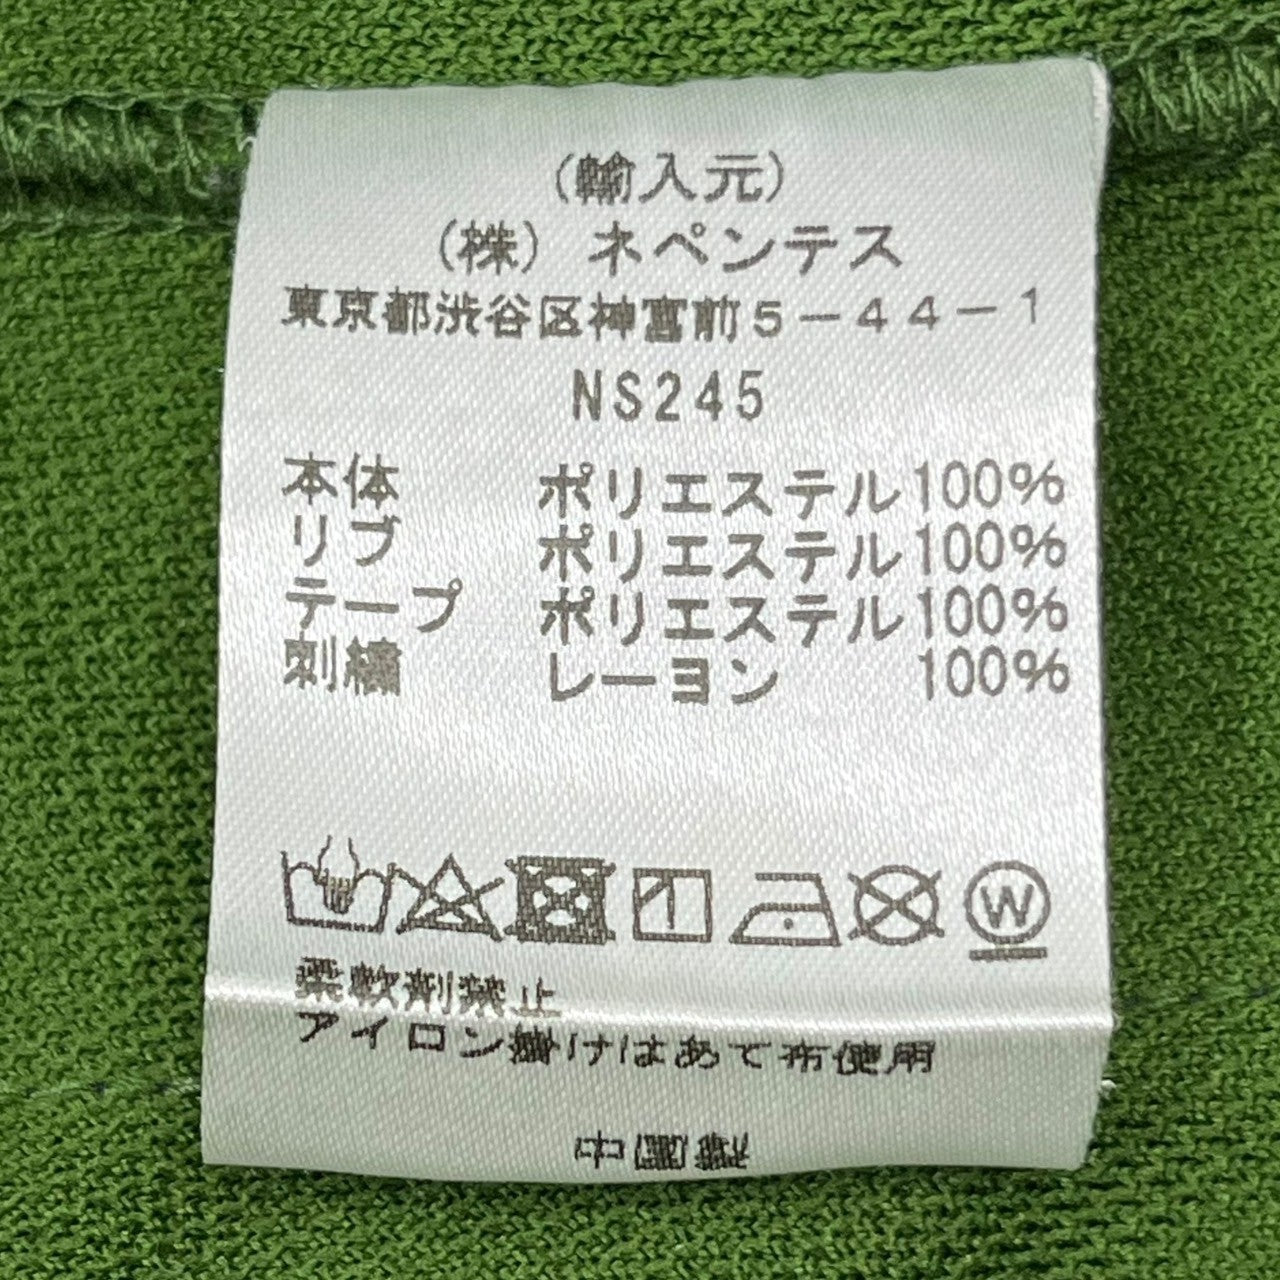 (輸入元)
(株) ネペンテス
東京都渋谷区神宮前5-44-1
NS245
本体 ポリエステル100%
リブ ポリエステル100%
テープ ポリエステル100%
刺繍 レーヨン 100%
W
柔軟剤禁止
アイロン掛けはあて布使用
中国製